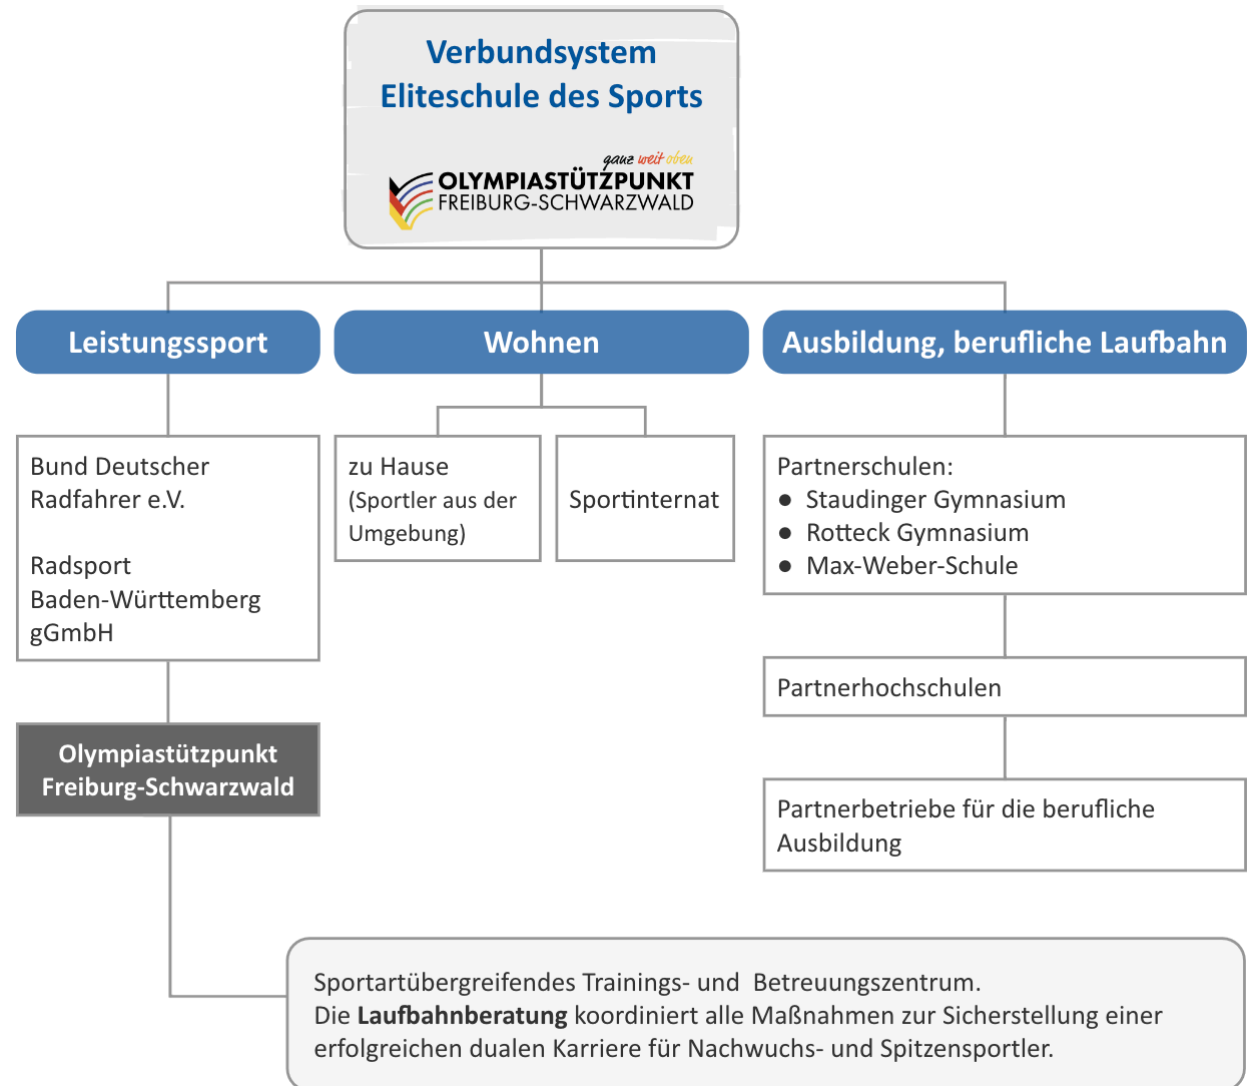 Verbundsystem
Eliteschule des Sports
ganz weit oben
OLYMPIASTÜTZPUNKT
FREIBURG-SCHWARZWALD
Leistungssport
Wohnen
Ausbildung, berufliche Laufbahn
Bund Deutscher
Radfahrer e.V.
Radsport
Baden-Württemberg
gGmbH
zu Hause
(Sportler aus der
Umgebung)
Sportinternat
Partnerschulen:
● Staudinger Gymnasium
● Rotteck Gymnasium
● Max-Weber-Schule
Partnerhochschulen
Olympiastützpunkt
Freiburg-Schwarzwald
Partnerbetriebe für die berufliche
Ausbildung
Sportartübergreifendes Trainings- und Betreuungszentrum.
Die Laufbahnberatung koordiniert alle Maßnahmen zur Sicherstellung einer
erfolgreichen dualen Karriere für Nachwuchs- und Spitzensportler.